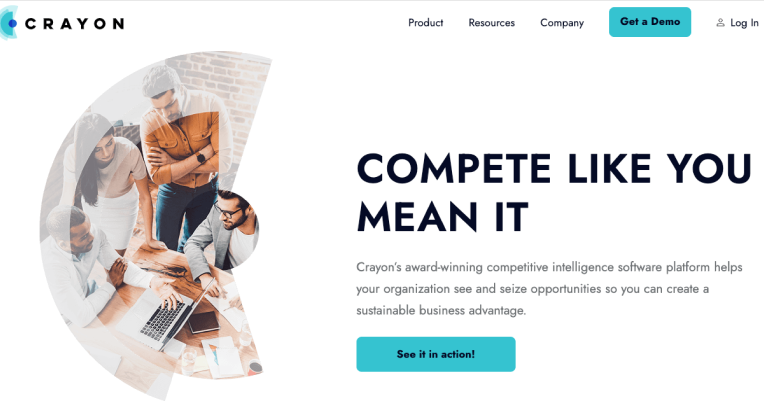 CRAYON
Product
Resources
Company
Get a Demo
Log In
COMPETE LIKE YOU
MEAN IT
Crayon’s award-winning competitive intelligence software platform helps
your organization see and seize opportunities so you can create a
sustainable business advantage.
See it in action!